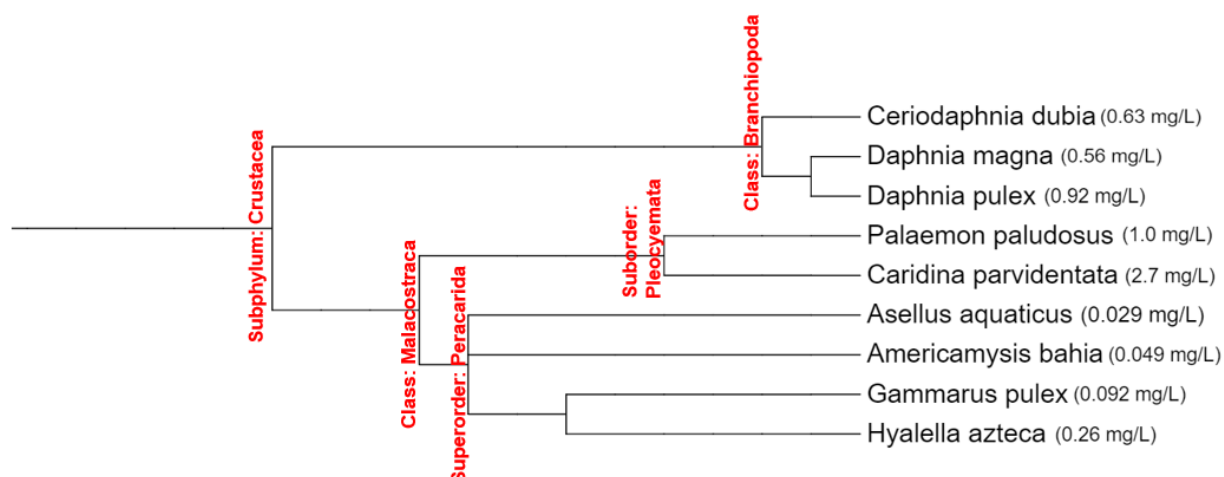 Subphylum: Crustacea
Class: Branchiopoda
Ceriodaphnia dubia (0.63 mg/L)
Daphnia magna (0.56 mg/L)
Daphnia pulex (0.92 mg/L)
Class: Malacostraca
Suborder:
Pleocyemata
Palaemon paludosus (1.0 mg/L)
Caridina parvidentata (2.7 mg/L)
Superorder: Peracarida
Asellus aquaticus (0.029 mg/L)
Americamysis bahia (0.049 mg/L)
Gammarus pulex (0.092 mg/L)
Hyalella azteca (0.26 mg/L)